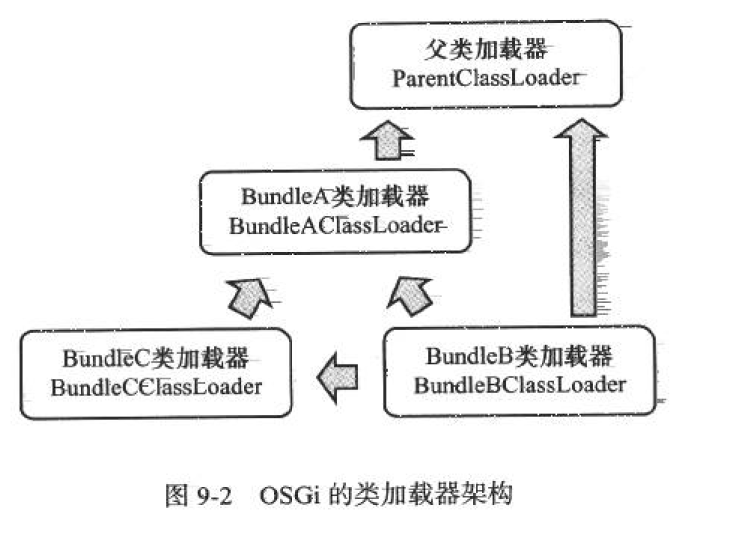 父类加载器
ParentClassLoader
BundleA类加载器
BundleAClassLoader
BundleC类加载器
BundleCClassLoader
BundleB类加载器
BundleBClassLoader
图 9-2 OSGi 的类加载器架构